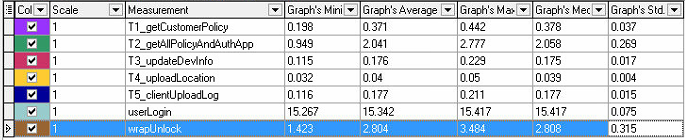 Col Scale Measurement Graph's Mini Graph's Average Graph's Max Graph's Med Graph's Std.
1 T1_getCustomerPolicy 0.198 0.371 0.442 0.378 0.037
1 T2_getAllPolicyAndAuthApp 0.949 2.041 2.777 2.058 0.269
1 T3_updateDevInfo 0.115 0.176 0.229 0.175 0.017
1 T4_uploadLocation 0.032 0.04 0.05 0.039 0.004
1 T5_clientUploadLog 0.116 0.177 0.211 0.177 0.015
1 userLogin 15.267 15.342 15.417 15.417 0.075
1 wrapUnlock 1.423 2.804 3.484 2.808 0.315